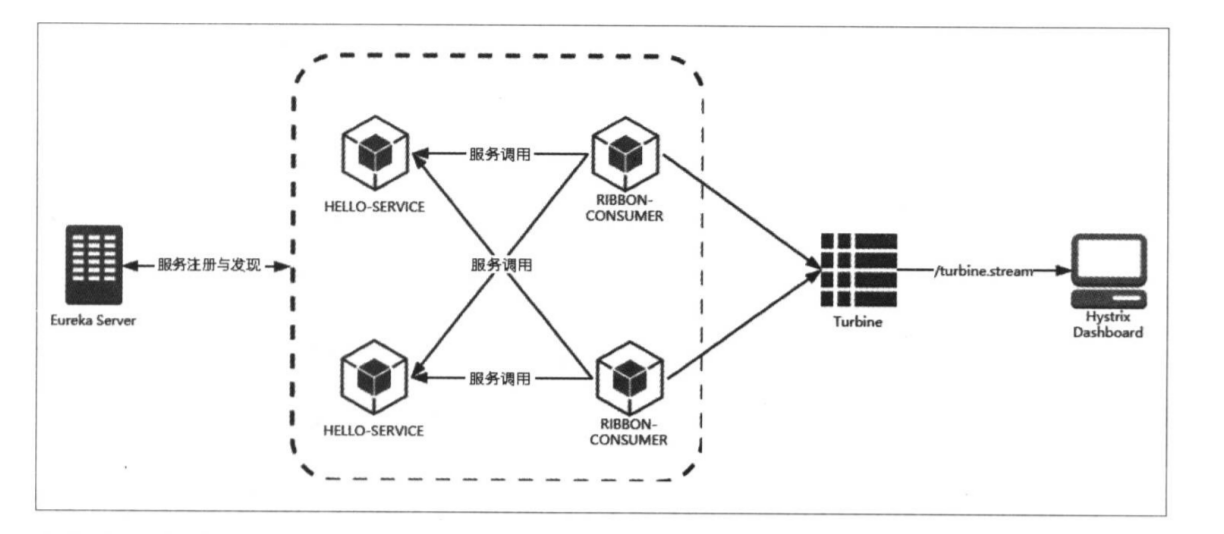 服务调用
HELLO-SERVICE
RIBBON-
CONSUMER
服务注册与发现
Eureka Server
服务调用
/turbine.stream
Turbine
Hystrix
Dashboard
服务调用
HELLO-SERVICE
RIBBON-
CONSUMER